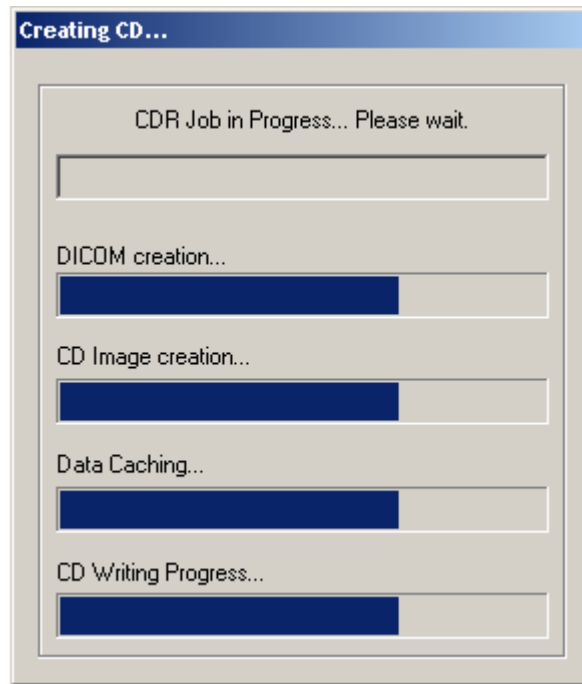 Creating CD...
CDR Job in Progress... Please wait.
DICOM creation...
CD Image creation...
Data Caching...
CD Writing Progress...